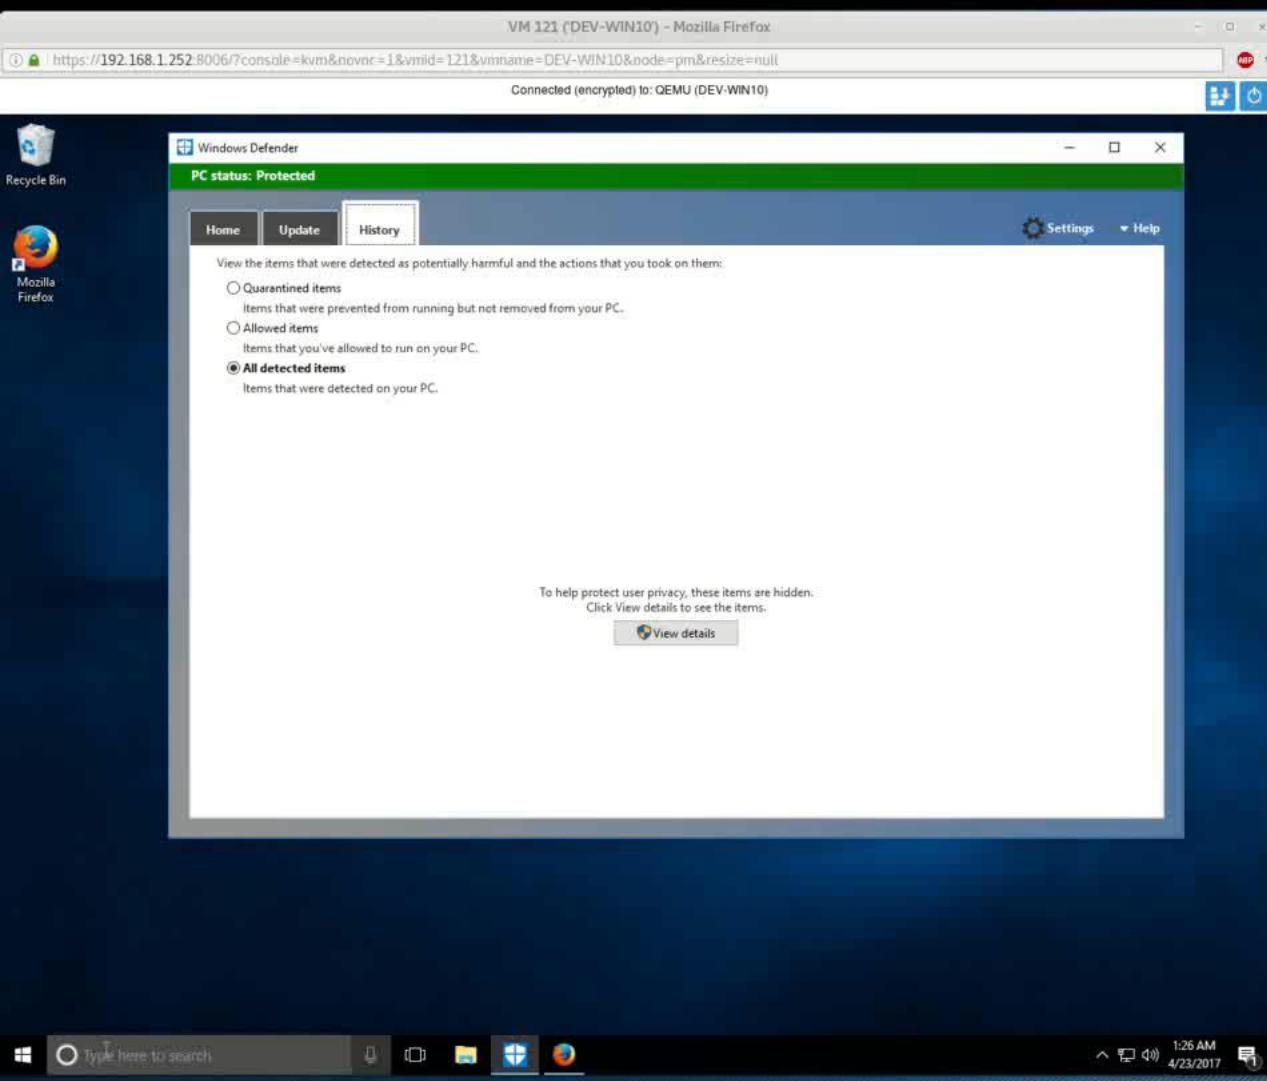 VM 121 ('DEV-WIN10') - Mozilla Firefox
https://192.168.1.252:8006/?console=kvm&novnc=1&vmid=121&vmname=DEV-WIN10&node=pm&resize=null
ABP
Connected (encrypted) to: QEMU (DEV-WIN10)
Recycle Bin
Mozilla
Firefox
Windows Defender
PC status: Protected
Home
Update
History
Settings
Help
View the items that were detected as potentially harmful and the actions that you took on them:
Quarantined items
Items that were prevented from running but not removed from your PC.
Allowed items
Items that you've allowed to run on your PC.
All detected items
Items that were detected on your PC.
To help protect user privacy, these items are hidden.
Click View details to see the items.
View details
Type here to search
1:26 AM
4/23/2017
1